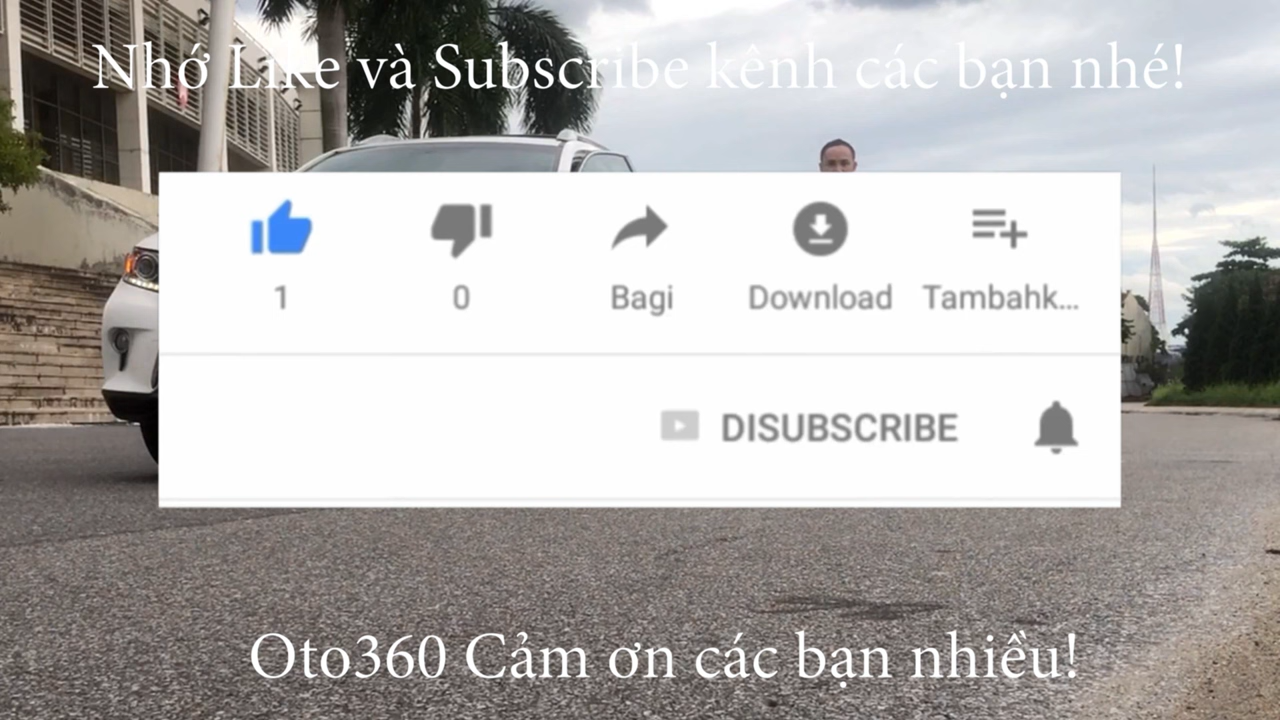 Nhớ Like và Subscribe kênh các bạn nhé!
1 0 Bagi Download Tambahk...
DISUBSCRIBE
Oto360 Cảm ơn các bạn nhiều!